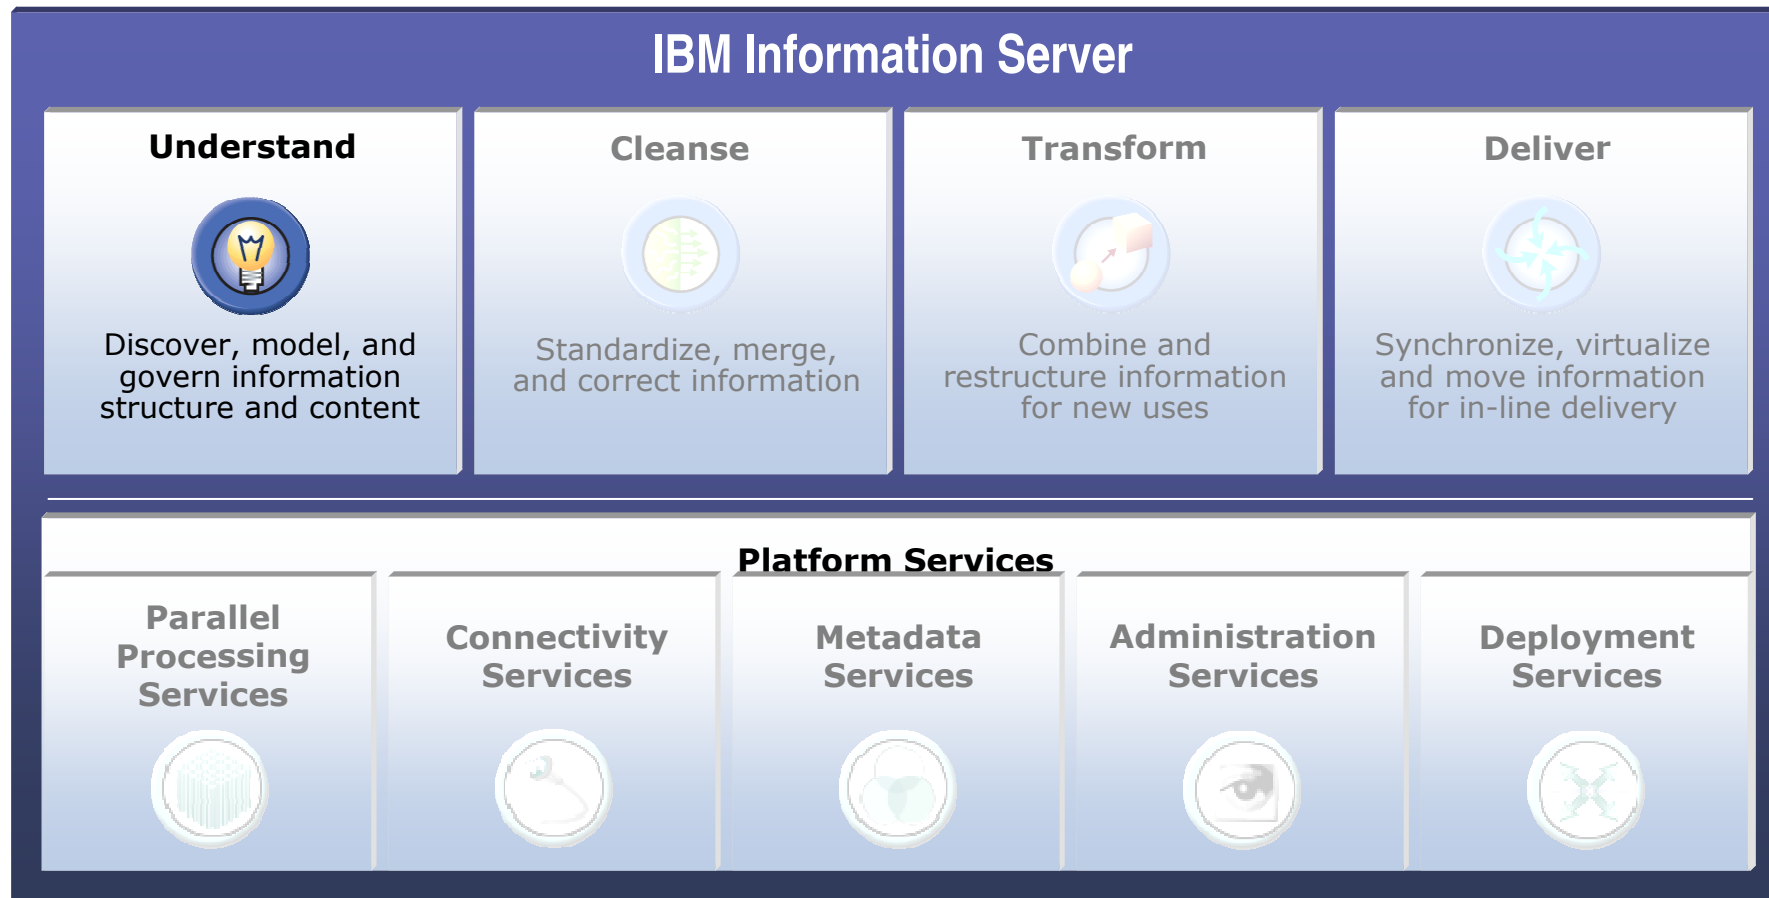 IBM Information Server
Understand
Discover, model, and
govern information
structure and content
Cleanse
Standardize, merge,
and correct information
Transform
Combine and
restructure information
for new uses
Deliver
Synchronize, virtualize
and move information
for in-line delivery
Platform Services
Parallel
Processing
Services
Connectivity
Services
Metadata
Services
Administration
Services
Deployment
Services